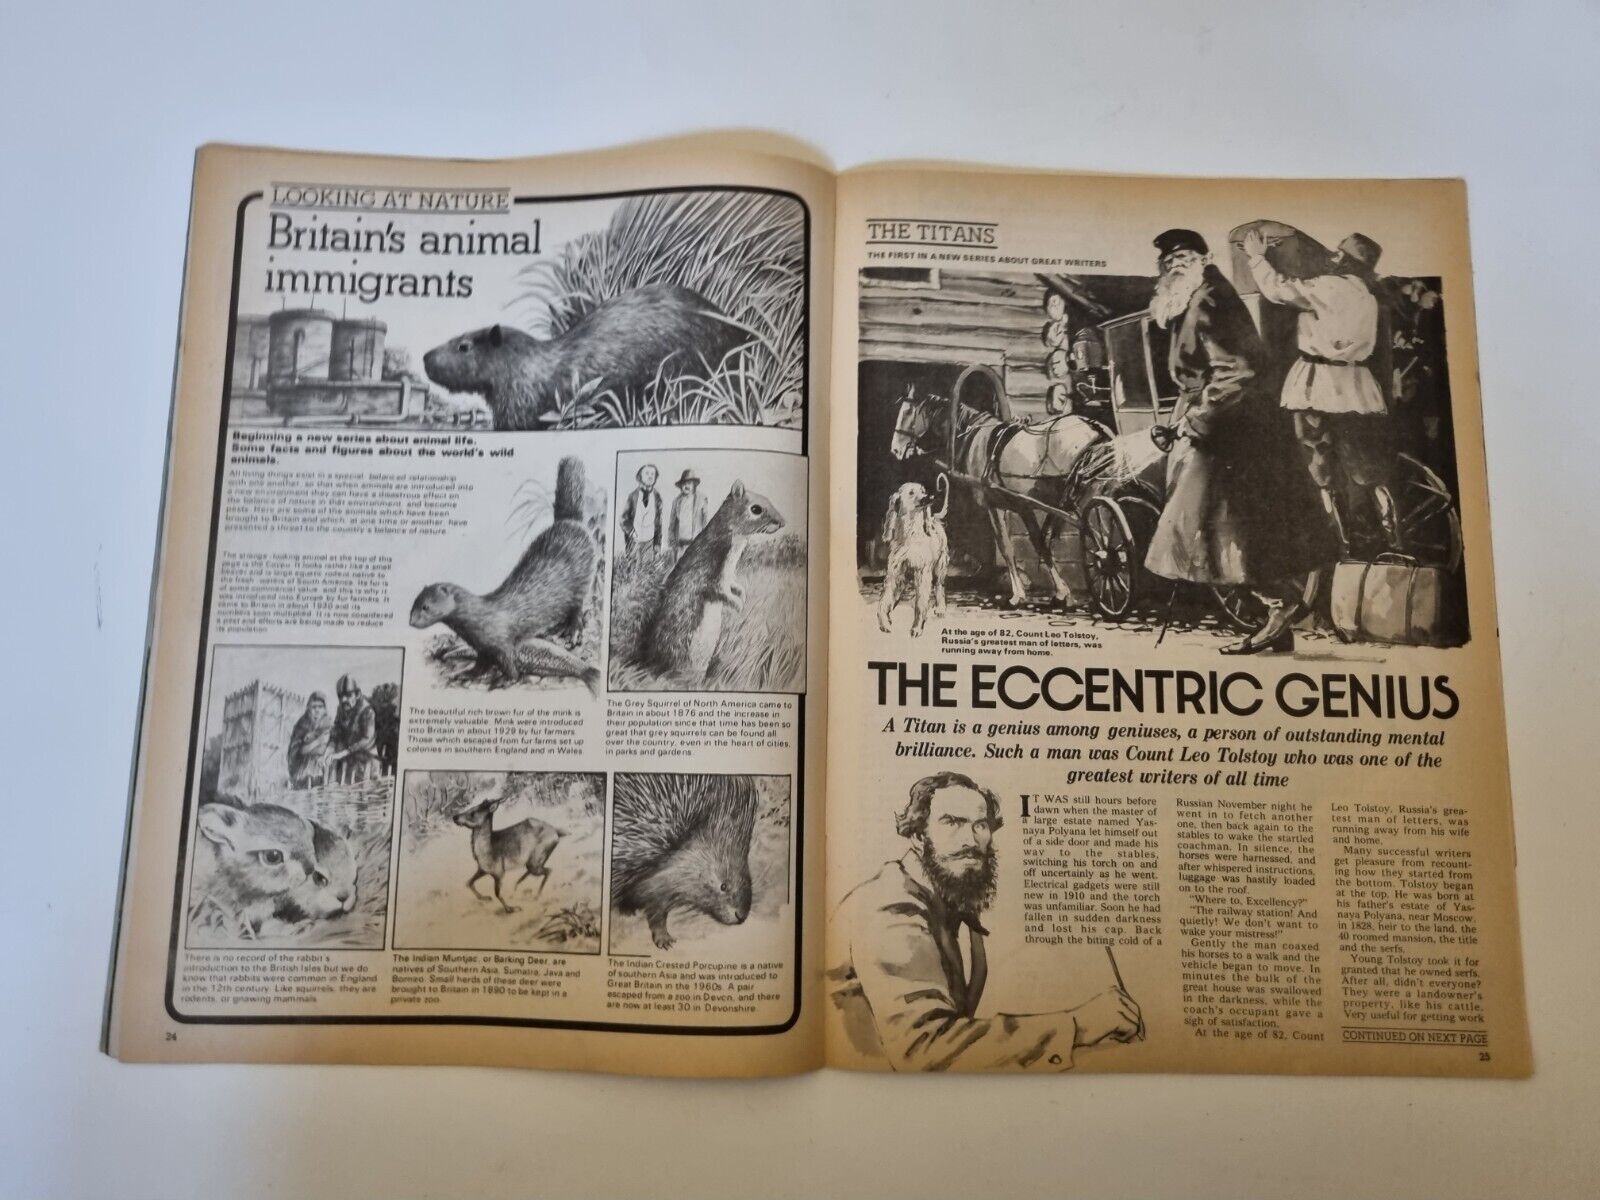 LOOKING AT NATURE
Britain's animal
immigrants
Beginning a new series about animal life.
Some facts and figures about the world's wild
animals.
All living things exist in a special balanced relationship
with one another, so that when animals are introduced into
a new environment they can have a disastrous effect on
the balance of nature in that environment, and become
pests. Here are some of the animals which have been
brought to Britain and which, at one time or another, have
presented a threat to the country's balance of nature.
The strange-looking animal at the top of this
page is the Coypu. It looks rather like a small
beaver and is large aquatic rodent native to
the fresh waters of South America. Its fur is
of some commercial value, and this is why it
was introduced into Europe by fur farmers. It
came to Britain in about 1930 and its
numbers soon multiplied. It is now considered
a pest and efforts are being made to reduce
its population.
The beautiful rich brown fur of the mink is
extremely valuable. Mink were introduced
into Britain in about 1929 by fur farmers.
Those which escaped from fur farms set up
colonies in southern England and in Wales.
The Grey Squirrel of North America came to
Britain in about 1876 and the increase in
their population since that time has been so
great that grey squirrels can be found all
over the country, even in the heart of cities,
in parks and gardens.
There is no record of the rabbit's
introduction to the British Isles but we do
know that rabbits were common in England
in the 12th century. Like squirrels, they are
rodents, or gnawing mammals.
The Indian Muntjac, or Barking Deer, are
natives of Southern Asia, Sumatra, Java and
Borneo. Small herds of these deer were
brought to Britain in 1890 to be kept in a
private zoo.
The Indian Crested Porcupine is a native
of southern Asia and was introduced to
Great Britain in the 1960s. A pair
escaped from a zoo in Devon, and there
are now at least 30 in Devonshire.
24
THE TITANS
THE FIRST IN A NEW SERIES ABOUT GREAT WRITERS
At the age of 82, Count Leo Tolstoy,
Russia's greatest man of letters, was
running away from home.
THE ECCENTRIC GENIUS
A Titan is a genius among geniuses, a person of outstanding mental
brilliance. Such a man was Count Leo Tolstoy who was one of the
greatest writers of all time
IT WAS still hours before
dawn when the master of
a large estate named Yas-
naya Polyana let himself out
of a side door and made his
way to the stables,
switching his torch on and
off uncertainly as he went.
Electrical gadgets were still
new in 1910 and the torch
was unfamiliar. Soon he had
fallen in sudden darkness
and lost his cap. Back
through the biting cold of a
Russian November night he
went in to fetch another
one, then back again to the
stables to wake the startled
coachman. In silence, the
horses were harnessed, and
after whispered instructions,
luggage was hastily loaded
on to the roof.
"Where to, Excellency?"
"The railway station! And
quietly! We don't want to
wake your mistress!"
Gently the man coaxed
his horses to a walk and the
vehicle began to move. In
minutes the bulk of the
great house was swallowed
in the darkness, while the
coach's occupant gave a
sigh of satisfaction.
At the age of 82, Count
Leo Tolstoy, Russia's grea-
test man of letters, was
running away from his wife
and home.
Many successful writers
get pleasure from recount-
ing how they started from
the bottom. Tolstoy began
at the top. He was born at
his father's estate of Yas-
naya Polyana, near Moscow,
in 1828, heir to the land, the
40 roomed mansion, the title
and the serfs.
Young Tolstoy took it for
granted that he owned serfs.
After all, didn't everyone?
They were a landowner's
property, like his cattle.
Very useful for getting work
CONTINUED ON NEXT PAGE
25